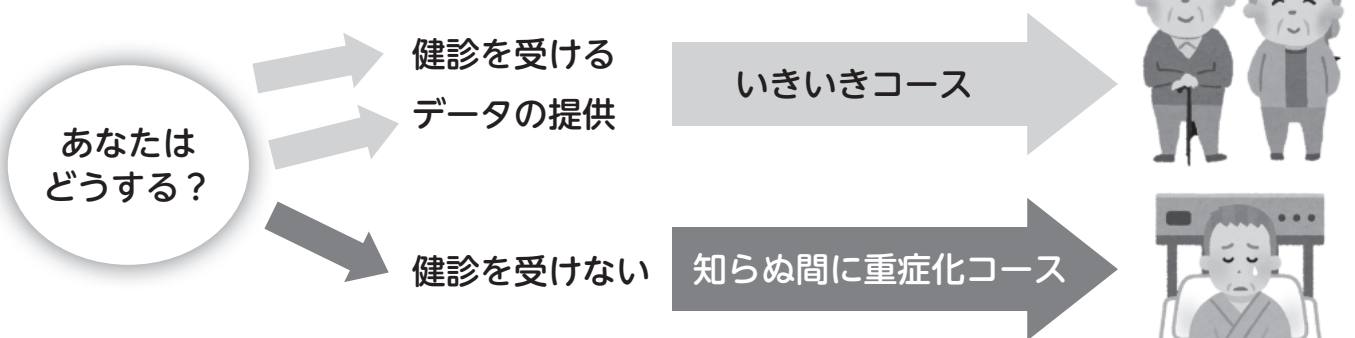 あなたは
どうする？
健診を受ける
データの提供
いきいきコース
健診を受けない
知らぬ間に重症化コース